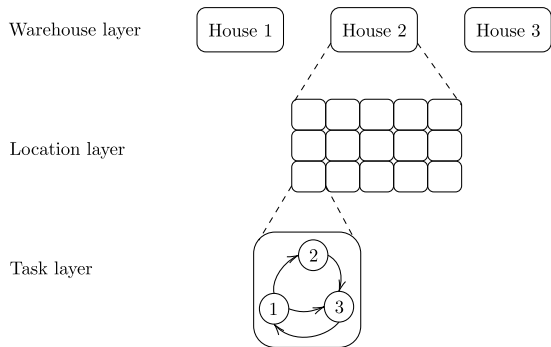 Warehouse layer
House 1
House 2
House 3
Location layer
Task layer
2
1
3